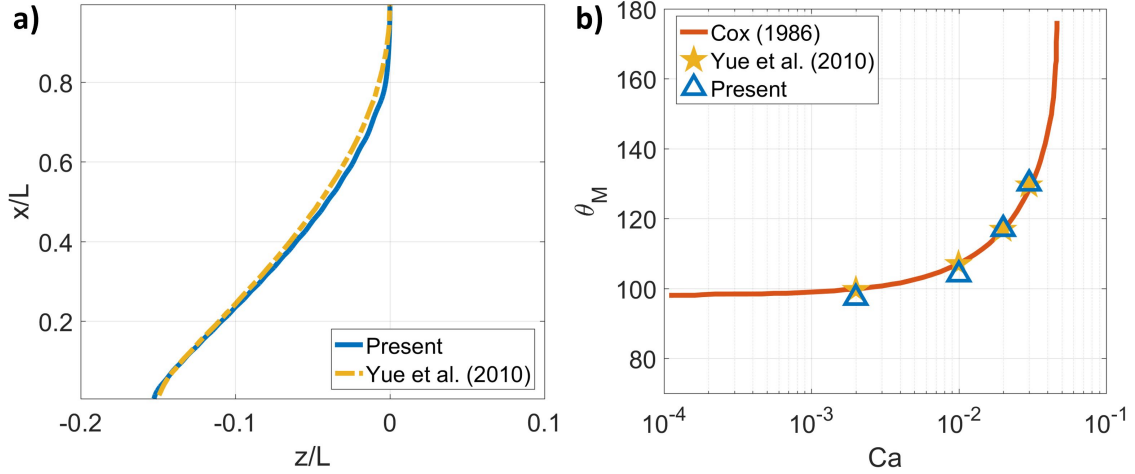 a)
x/L
0.8
0.6
0.4
0.2
-0.2
-0.1
0
0.1
z/L
Present
Yue et al. (2010)
b)
θM
180
160
140
120
100
80
10-4
10-3
10-2
10-1
Ca
Cox (1986)
Yue et al. (2010)
Present